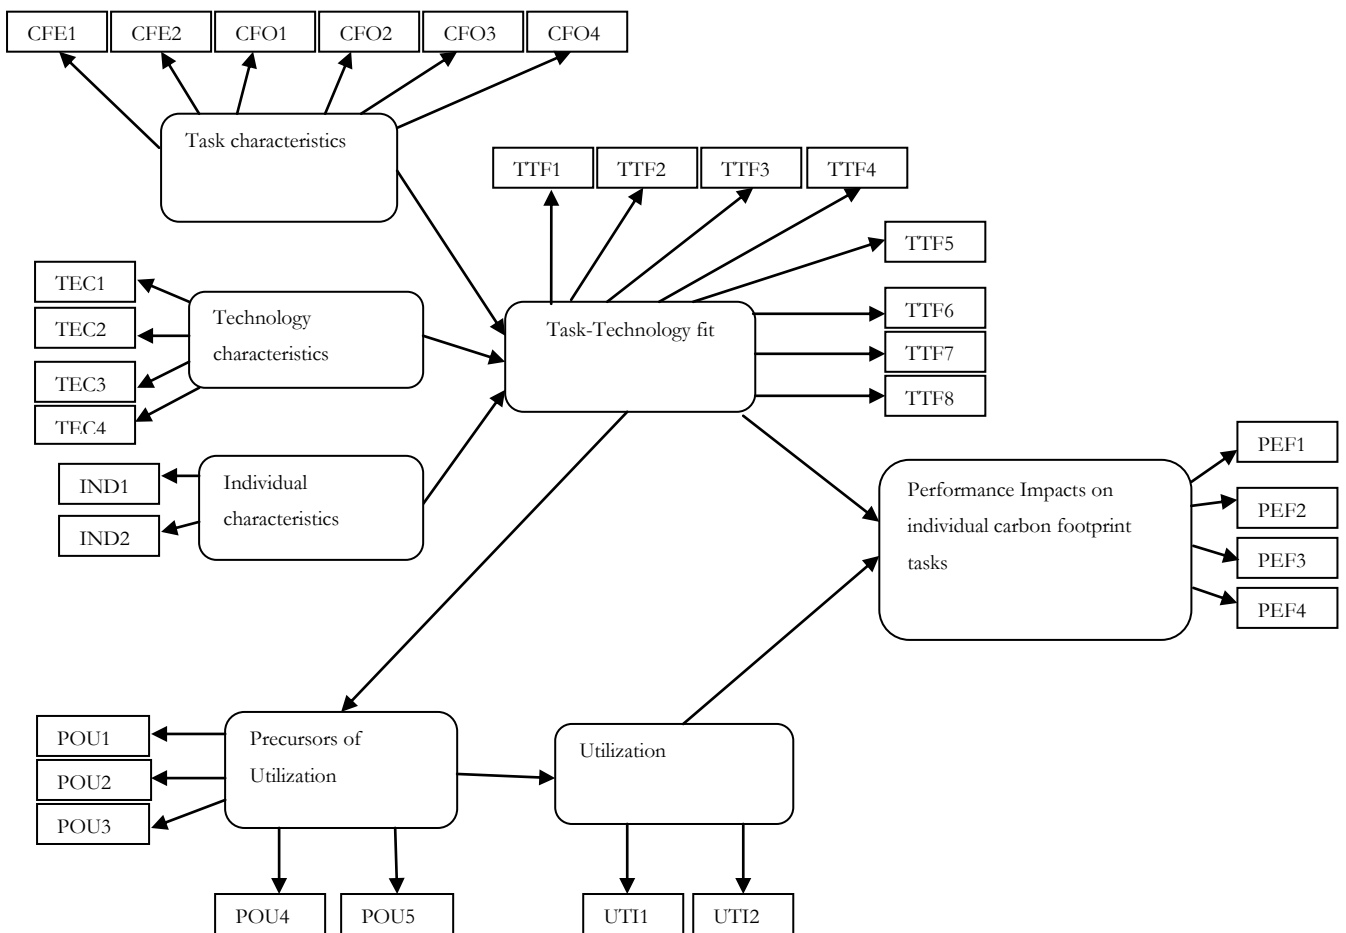 CFE1
CFE2
CFO1
CFO2
CFO3
CFO4
Task characteristics
TTF1
TTF2
TTF3
TTF4
TTF5
TEC1
TEC2
TEC3
TEC4
Technology
characteristics
Task-Technology fit
TTF6
TTF7
TTF8
IND1
IND2
Individual
characteristics
Performance Impacts on
individual carbon footprint
tasks
PEF1
PEF2
PEF3
PEF4
POU1
POU2
POU3
Precursors of
Utilization
Utilization
POU4
POU5
UTI1
UTI2